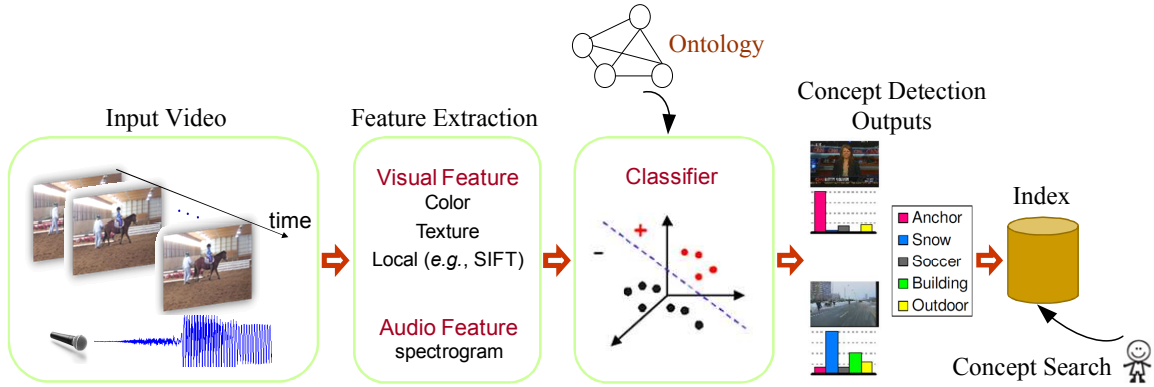 Ontology
Input Video
time
Feature Extraction
Visual Feature
Color
Texture
Local (e.g., SIFT)
Audio Feature
spectrogram
Classifier
+
-
Concept Detection
Outputs
Anchor
Snow
Soccer
Building
Outdoor
Index
Concept Search